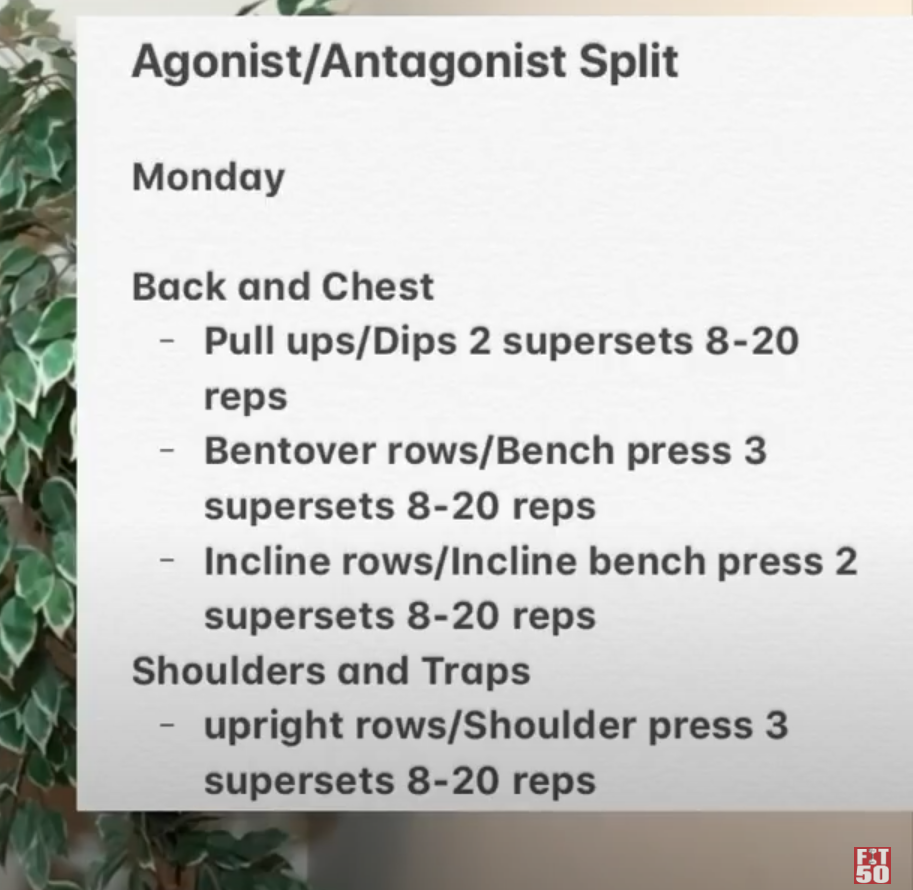 Agonist/Antagonist Split
Monday
Back and Chest
- Pull ups/Dips 2 supersets 8-20
reps
- Bentover rows/Bench press 3
supersets 8-20 reps
- Incline rows/Incline bench press 2
supersets 8-20 reps
Shoulders and Traps
- upright rows/Shoulder press 3
supersets 8-20 reps
FIT
50